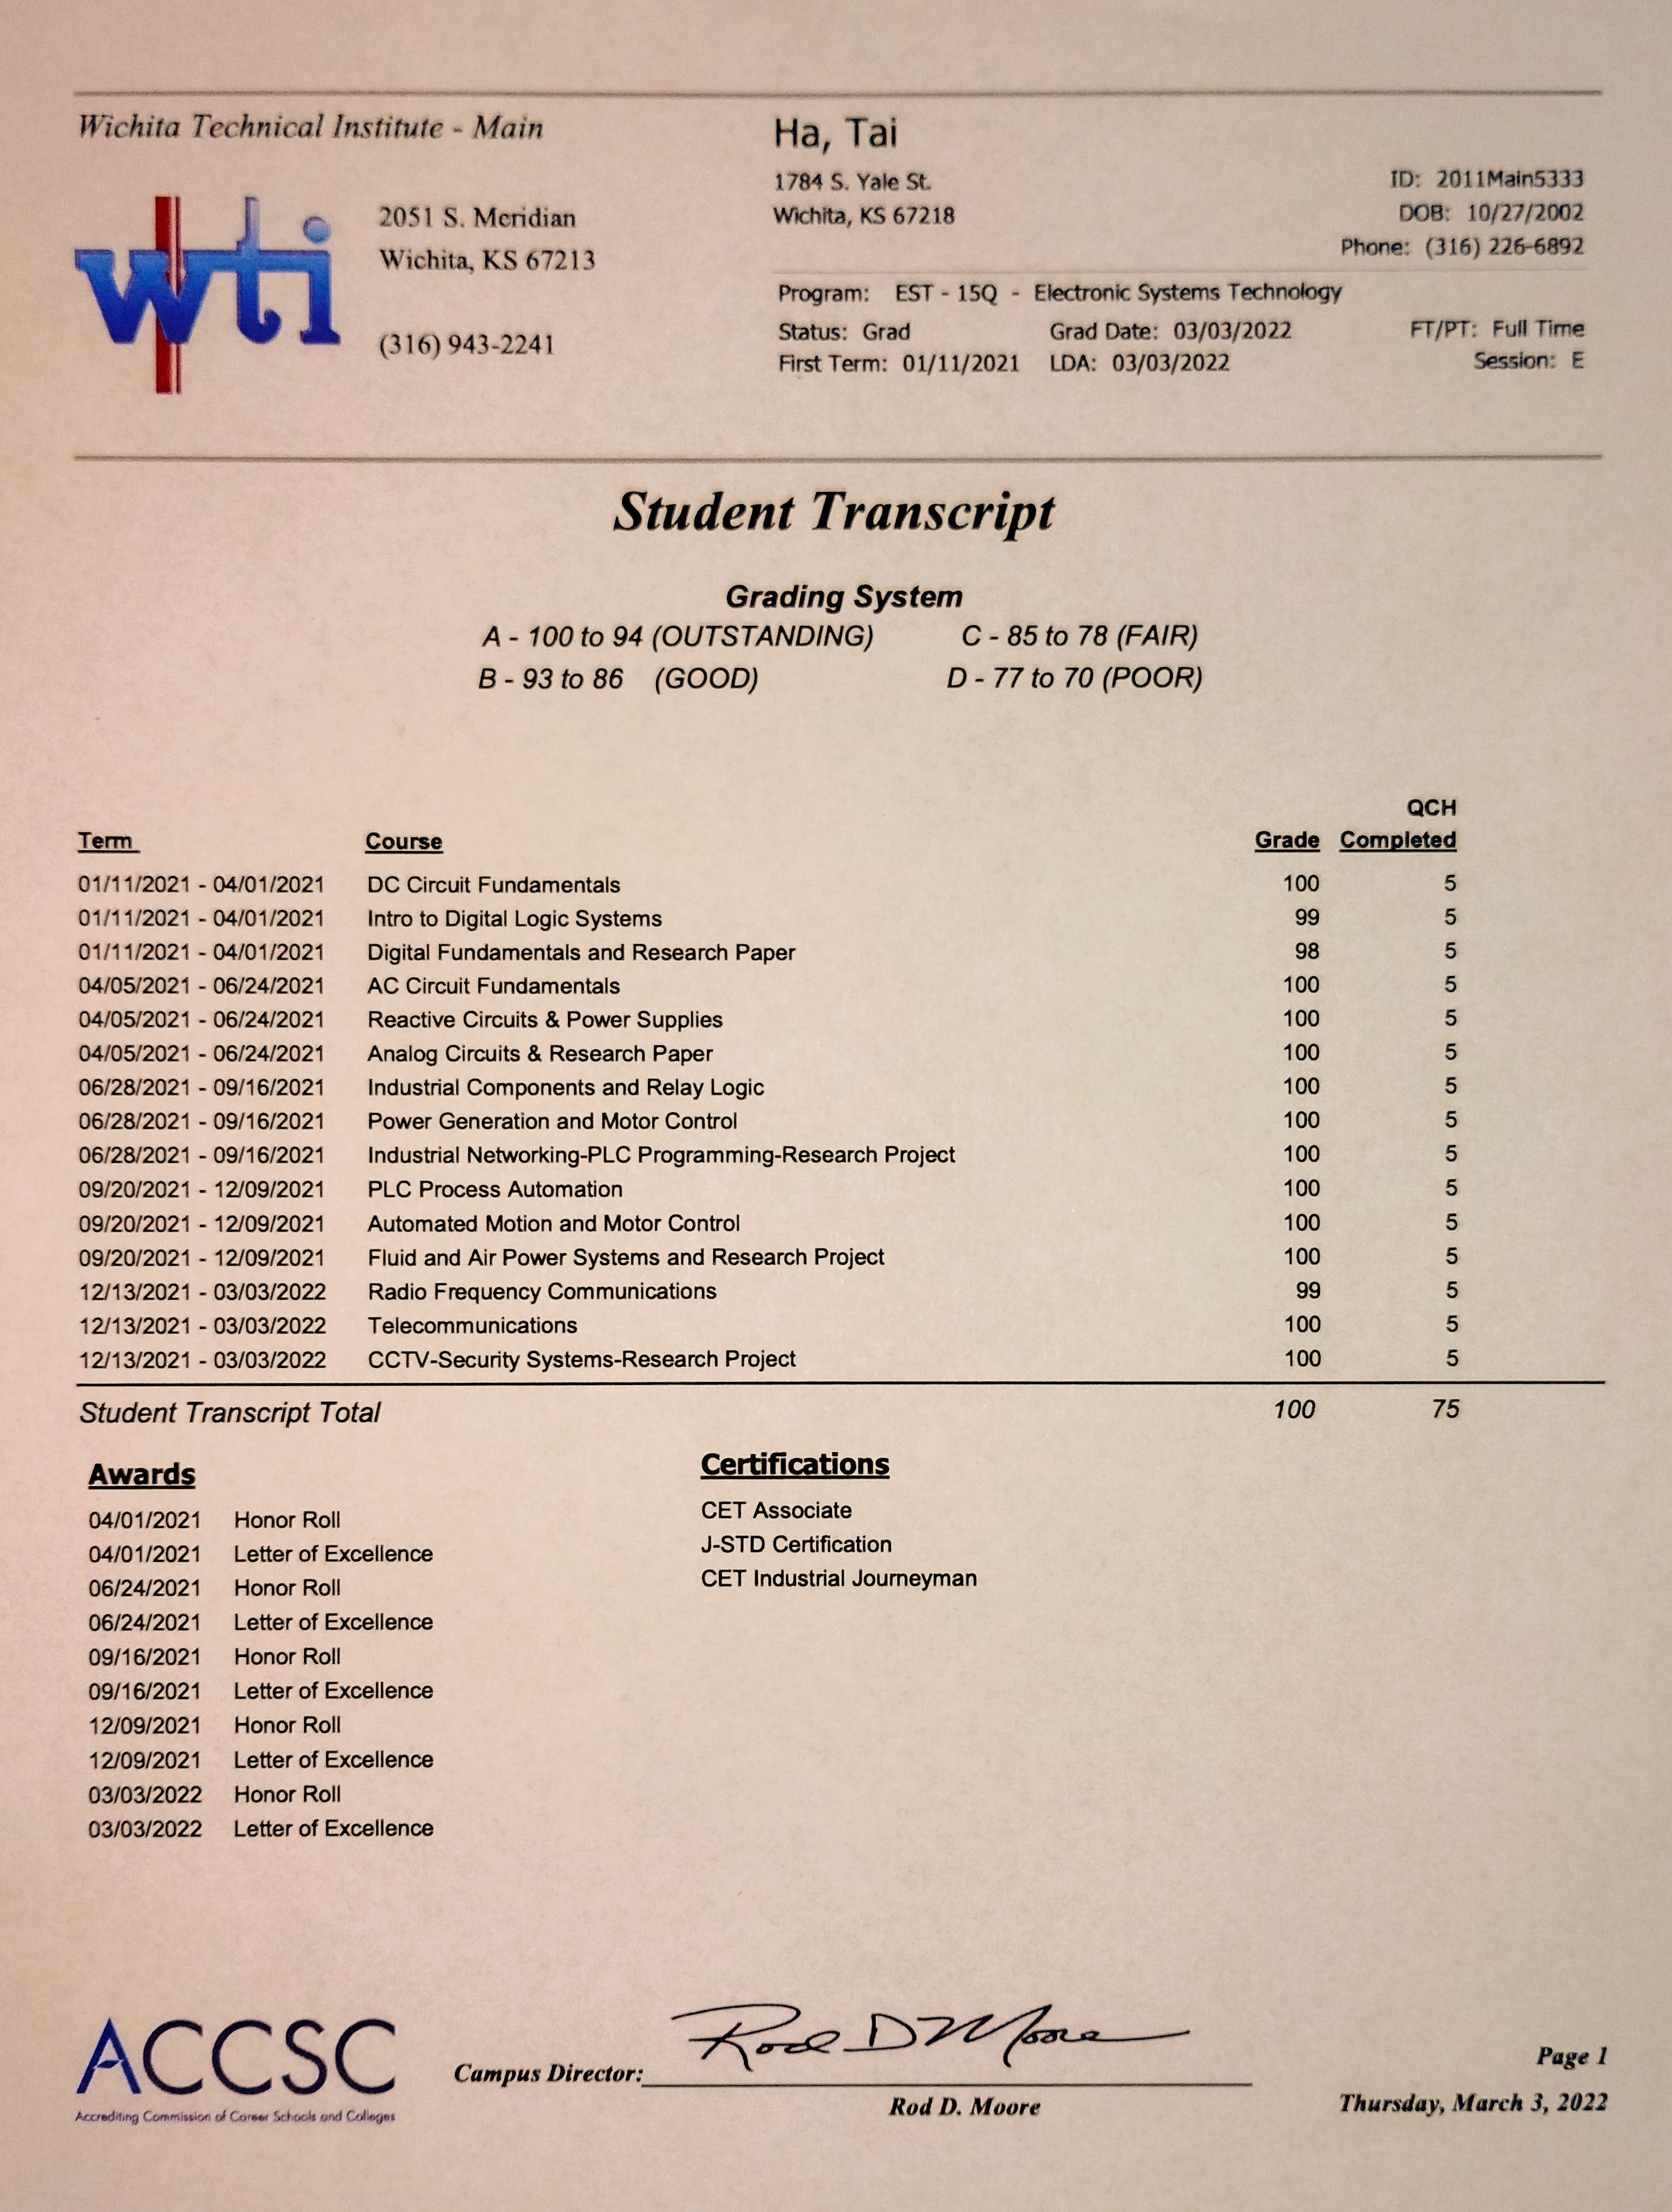 Wichita Technical Institute - Main
wti
2051 S. Meridian
Wichita, KS 67213
(316) 943-2241
Ha, Tai
1784 S. Yale St.
Wichita, KS 67218
ID: 2011Main5333
DOB: 10/27/2002
Phone: (316) 226-6892
Program: EST - 15Q - Electronic Systems Technology
Status: Grad Grad Date: 03/03/2022 FT/PT: Full Time
First Term: 01/11/2021 LDA: 03/03/2022 Session: E
Student Transcript
Grading System
A - 100 to 94 (OUTSTANDING) C - 85 to 78 (FAIR)
B - 93 to 86 (GOOD) D - 77 to 70 (POOR)
QCH
Term Course Grade Completed
01/11/2021 - 04/01/2021 DC Circuit Fundamentals 100 5
01/11/2021 - 04/01/2021 Intro to Digital Logic Systems 99 5
01/11/2021 - 04/01/2021 Digital Fundamentals and Research Paper 98 5
04/05/2021 - 06/24/2021 AC Circuit Fundamentals 100 5
04/05/2021 - 06/24/2021 Reactive Circuits & Power Supplies 100 5
04/05/2021 - 06/24/2021 Analog Circuits & Research Paper 100 5
06/28/2021 - 09/16/2021 Industrial Components and Relay Logic 100 5
06/28/2021 - 09/16/2021 Power Generation and Motor Control 100 5
06/28/2021 - 09/16/2021 Industrial Networking-PLC Programming-Research Project 100 5
09/20/2021 - 12/09/2021 PLC Process Automation 100 5
09/20/2021 - 12/09/2021 Automated Motion and Motor Control 100 5
09/20/2021 - 12/09/2021 Fluid and Air Power Systems and Research Project 100 5
12/13/2021 - 03/03/2022 Radio Frequency Communications 99 5
12/13/2021 - 03/03/2022 Telecommunications 100 5
12/13/2021 - 03/03/2022 CCTV-Security Systems-Research Project 100 5
Student Transcript Total 100 75
Awards
04/01/2021 Honor Roll
04/01/2021 Letter of Excellence
06/24/2021 Honor Roll
06/24/2021 Letter of Excellence
09/16/2021 Honor Roll
09/16/2021 Letter of Excellence
12/09/2021 Honor Roll
12/09/2021 Letter of Excellence
03/03/2022 Honor Roll
03/03/2022 Letter of Excellence
Certifications
CET Associate
J-STD Certification
CET Industrial Journeyman
ACCSC
Accrediting Commission of Career Schools and Colleges
Rod D Moore
Campus Director:
Rod D. Moore
Page 1
Thursday, March 3, 2022